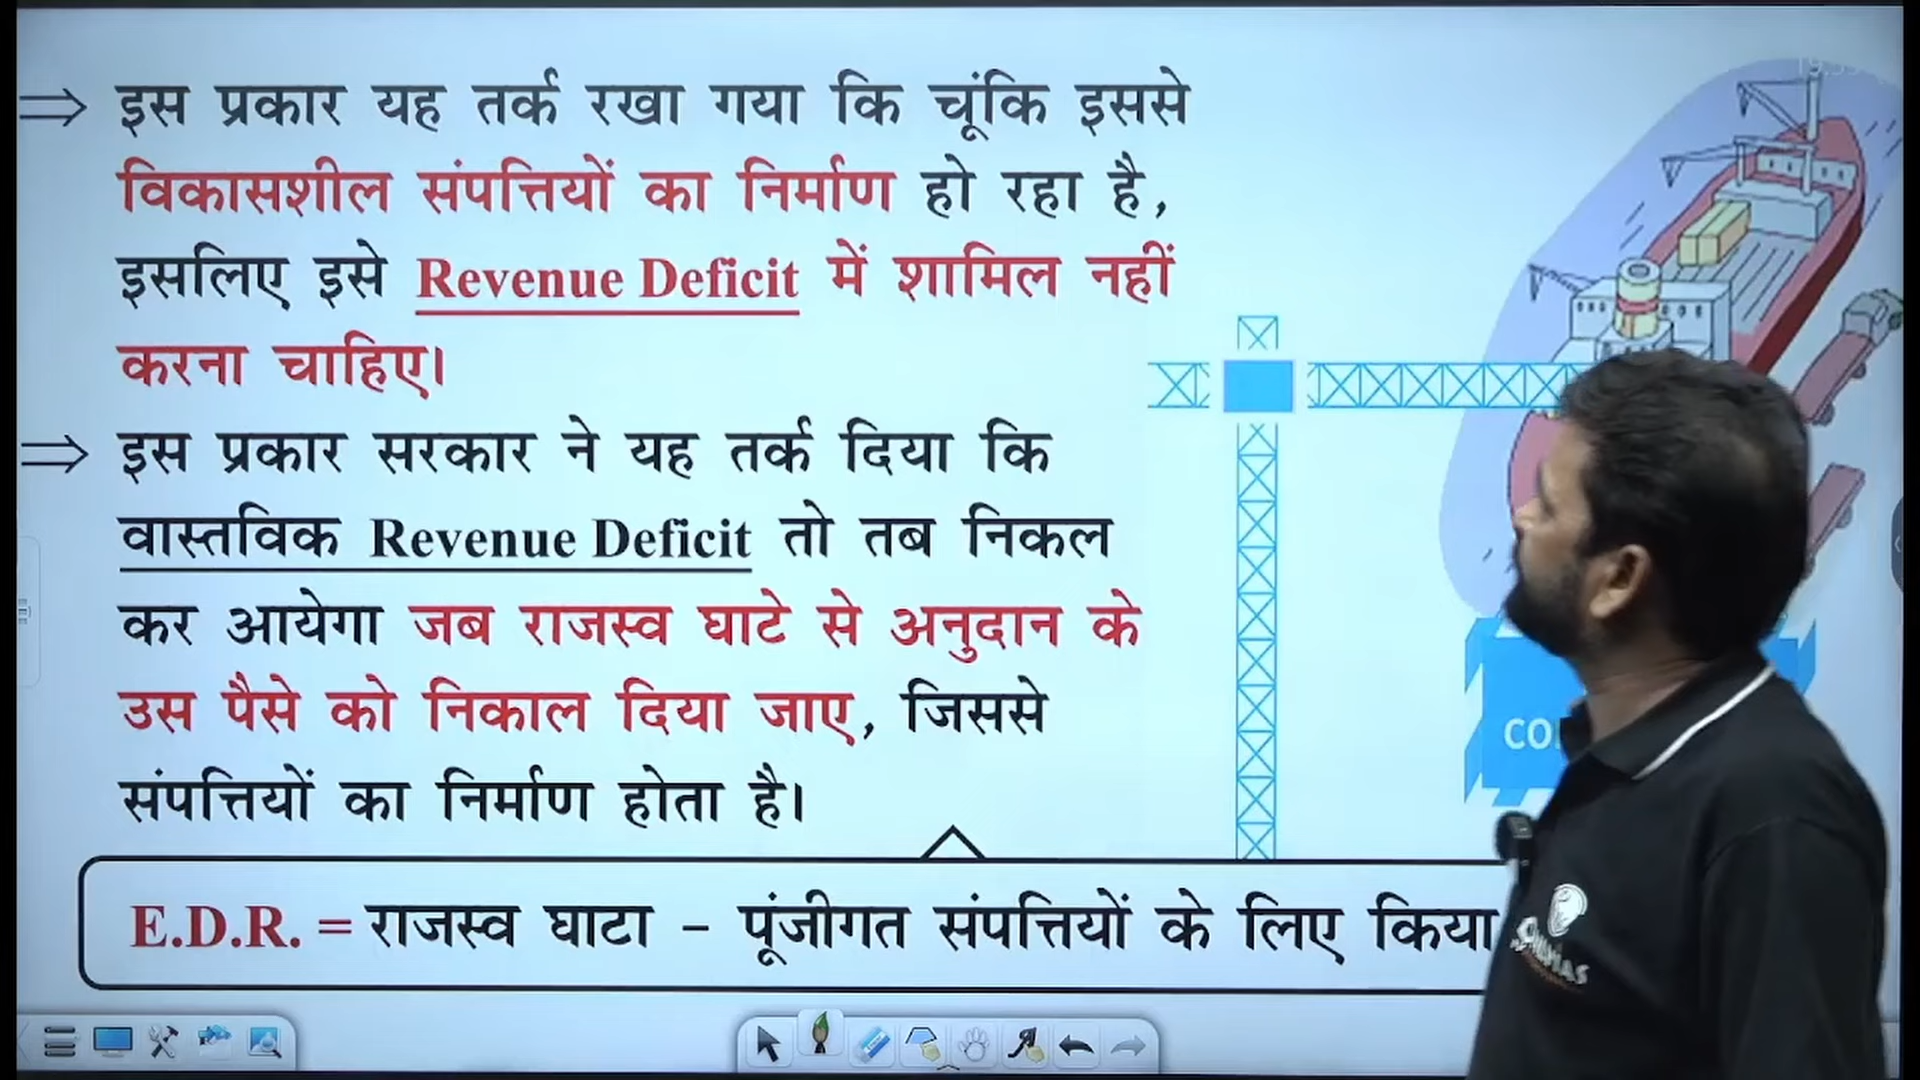 ⇒ इस प्रकार यह तर्क रखा गया कि चूंकि इससे
विकासशील संपत्तियों का निर्माण हो रहा है,
इसलिए इसे Revenue Deficit में शामिल नहीं
करना चाहिए।
⇒ इस प्रकार सरकार ने यह तर्क दिया कि
वास्तविक Revenue Deficit तो तब निकल
कर आयेगा जब राजस्व घाटे से अनुदान के
उस पैसे को निकाल दिया जाए, जिससे
संपत्तियों का निर्माण होता है।
E.D.R. = राजस्व घाटा – पूंजीगत संपत्तियों के लिए किया